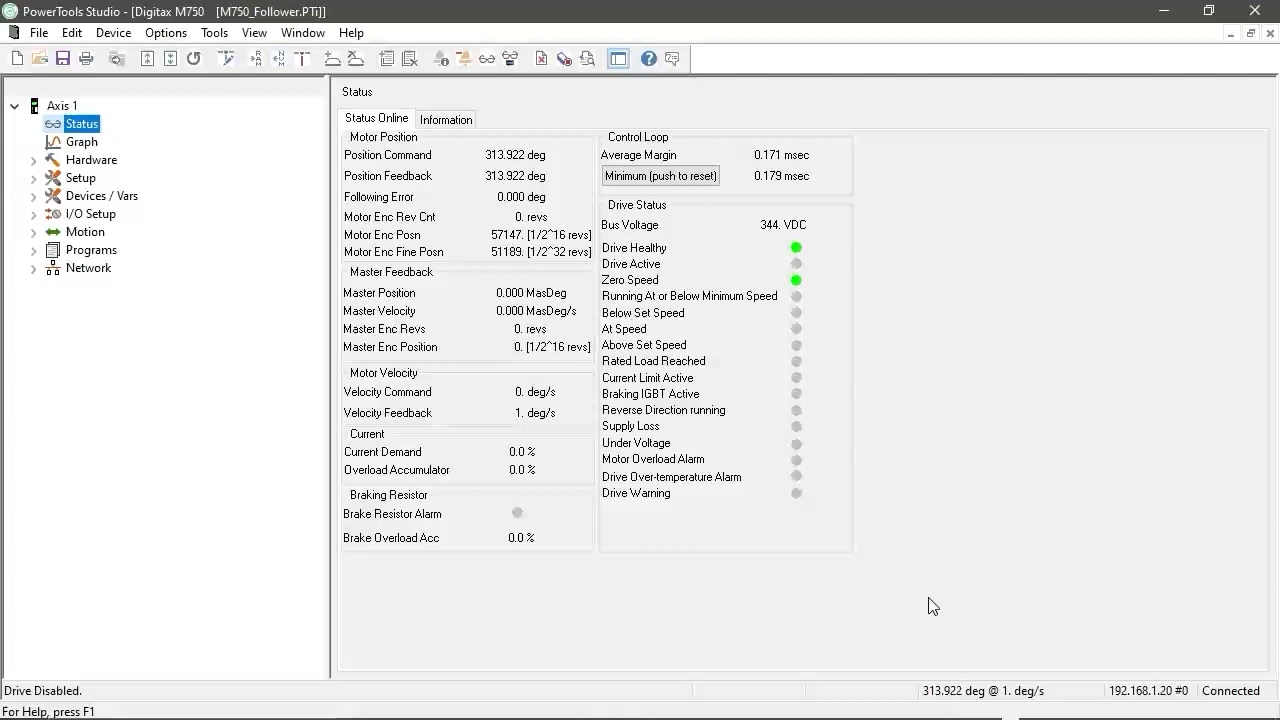 PowerTools Studio - [Digitax M750    [M750_Follower.PTi]]
File Edit Device Options Tools View Window Help
Axis 1
Status
Graph
Hardware
Setup
Devices / Vars
I/O Setup
Motion
Programs
Network
Status
Status Online Information
Motor Position
Position Command 313.922 deg
Position Feedback 313.922 deg
Following Error 0.000 deg
Motor Enc Rev Cnt 0. revs
Motor Enc Posn 57147. [1/2^16 revs]
Motor Enc Fine Posn 51189. [1/2^32 revs]
Master Feedback
Master Position 0.000 MasDeg
Master Velocity 0.000 MasDeg/s
Master Enc Revs 0. revs
Master Enc Position 0. [1/2^16 revs]
Motor Velocity
Velocity Command 0. deg/s
Velocity Feedback 1. deg/s
Current
Current Demand 0.0 %
Overload Accumulator 0.0 %
Braking Resistor
Brake Resistor Alarm
Brake Overload Acc 0.0 %
Control Loop
Average Margin 0.171 msec
Minimum (push to reset) 0.179 msec
Drive Status
Bus Voltage 344. VDC
Drive Healthy
Drive Active
Zero Speed
Running At or Below Minimum Speed
Below Set Speed
At Speed
Above Set Speed
Rated Load Reached
Current Limit Active
Braking IGBT Active
Reverse Direction running
Supply Loss
Under Voltage
Motor Overload Alarm
Drive Over-temperature Alarm
Drive Warning
Drive Disabled. 313.922 deg @ 1. deg/s 192.168.1.20 #0 Connected
For Help, press F1